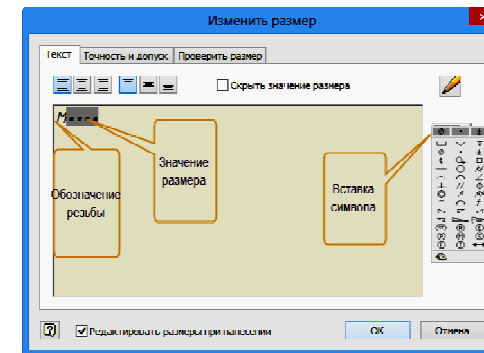 Изменить размер
Текст Точность и допуск Проверить размер
Скрыть значение размера
M
Значение
размера
Обозначение
резьбы
Вставка
символа
Редактировать размеры при нанесении
OK Отмена